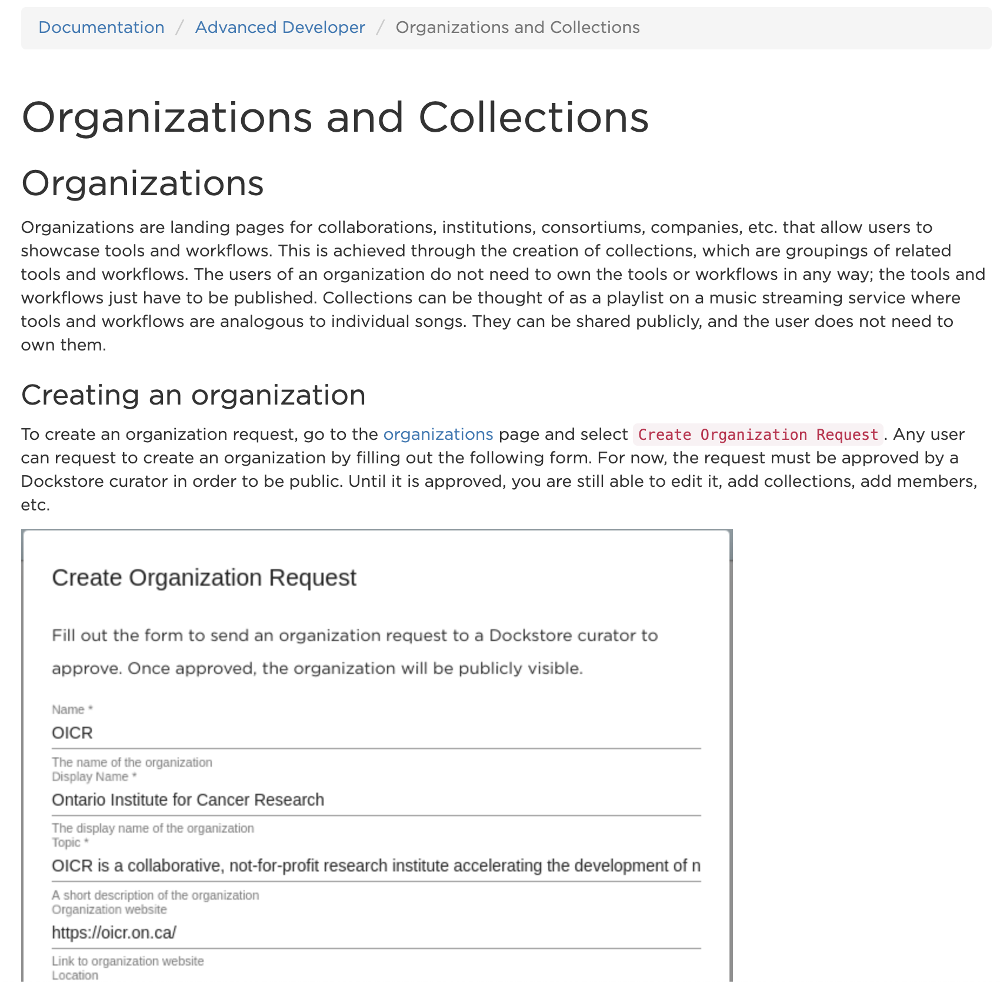 Documentation / Advanced Developer / Organizations and Collections
Organizations and Collections
Organizations
Organizations are landing pages for collaborations, institutions, consortiums, companies, etc. that allow users to
showcase tools and workflows. This is achieved through the creation of collections, which are groupings of related
tools and workflows. The users of an organization do not need to own the tools or workflows in any way; the tools and
workflows just have to be published. Collections can be thought of as a playlist on a music streaming service where
tools and workflows are analogous to individual songs. They can be shared publicly, and the user does not need to
own them.
Creating an organization
To create an organization request, go to the organizations page and select Create Organization Request. Any user
can request to create an organization by filling out the following form. For now, the request must be approved by a
Dockstore curator in order to be public. Until it is approved, you are still able to edit it, add collections, add members,
etc.
Create Organization Request
Fill out the form to send an organization request to a Dockstore curator to
approve. Once approved, the organization will be publicly visible.
Name *
OICR
The name of the organization
Display Name *
Ontario Institute for Cancer Research
The display name of the organization
Topic *
OICR is a collaborative, not-for-profit research institute accelerating the development of n
A short description of the organization
Organization website
https://oicr.on.ca/
Link to organization website
Location